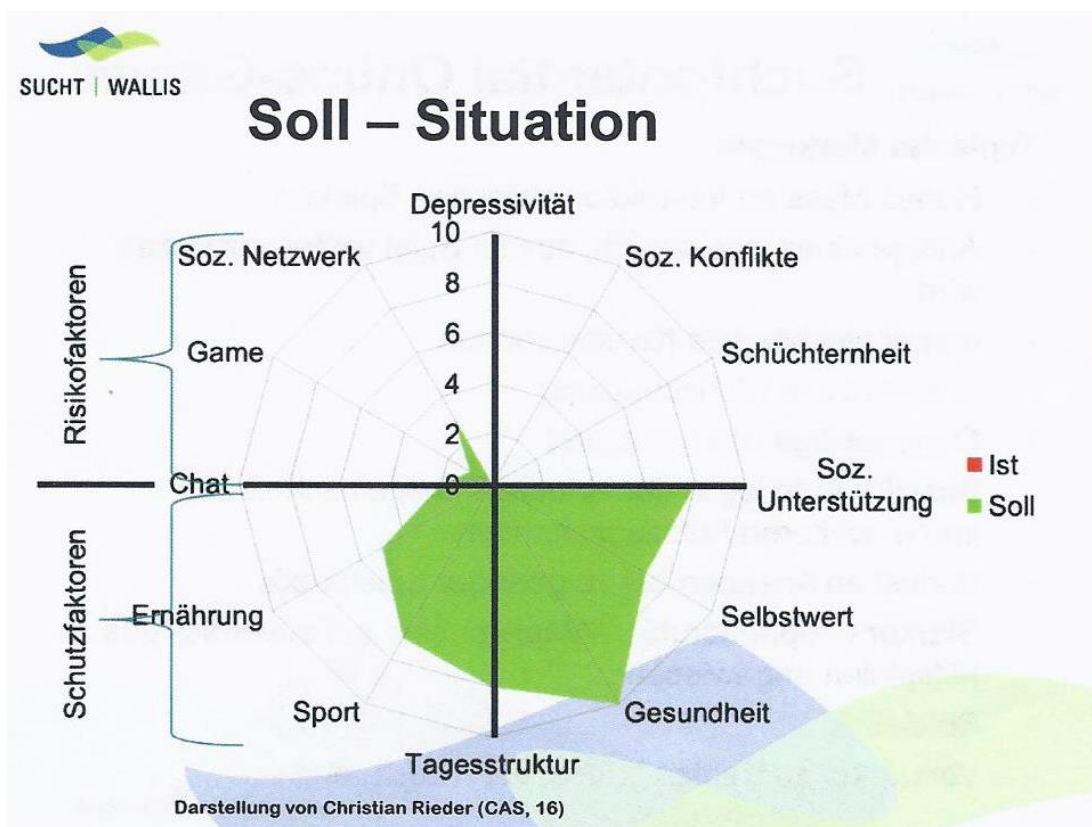 SUCHT | WALLIS
Soll – Situation
Depressivität
Soz. Netzwerk
Soz. Konflikte
Game
Schüchternheit
Chat
Soz.
Unterstützung
Ernährung
Selbstwert
Sport
Gesundheit
Tagesstruktur
10
8
6
4
2
0
Risikofaktoren
Schutzfaktoren
Ist
Soll
Darstellung von Christian Rieder (CAS, 16)